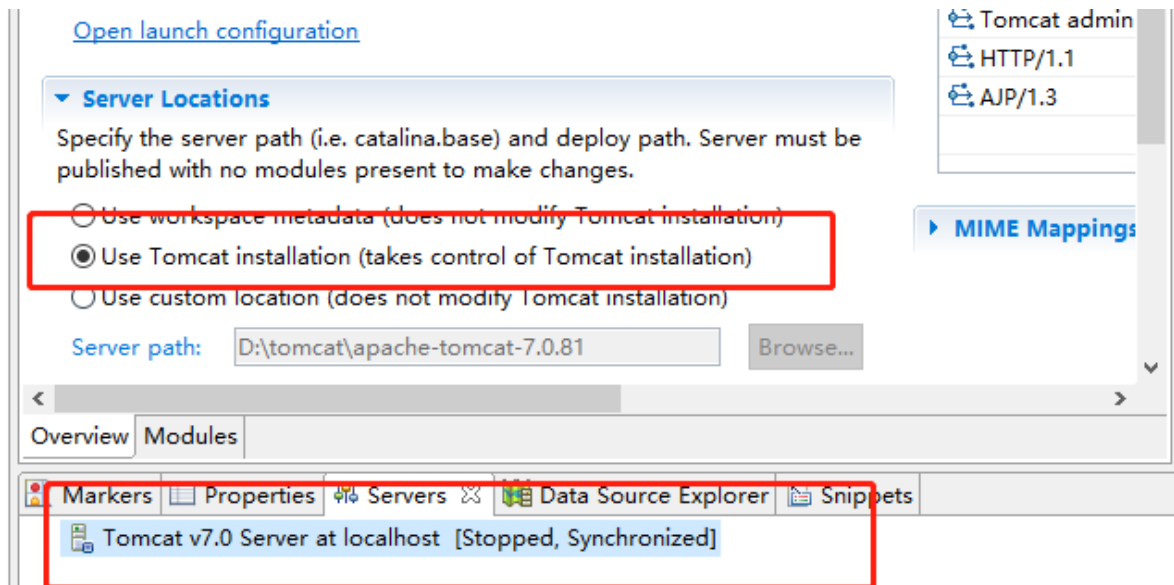 Open launch configuration
Server Locations
Specify the server path (i.e. catalina.base) and deploy path. Server must be
published with no modules present to make changes.
Use workspace metadata (does not modify Tomcat installation)
Use Tomcat installation (takes control of Tomcat installation)
Use custom location (does not modify Tomcat installation)
Server path: D:\tomcat\apache-tomcat-7.0.81 Browse...
Tomcat admin
HTTP/1.1
AJP/1.3
MIME Mappings
Overview Modules
Markers Properties Servers Data Source Explorer Snippets
Tomcat v7.0 Server at localhost [Stopped, Synchronized]